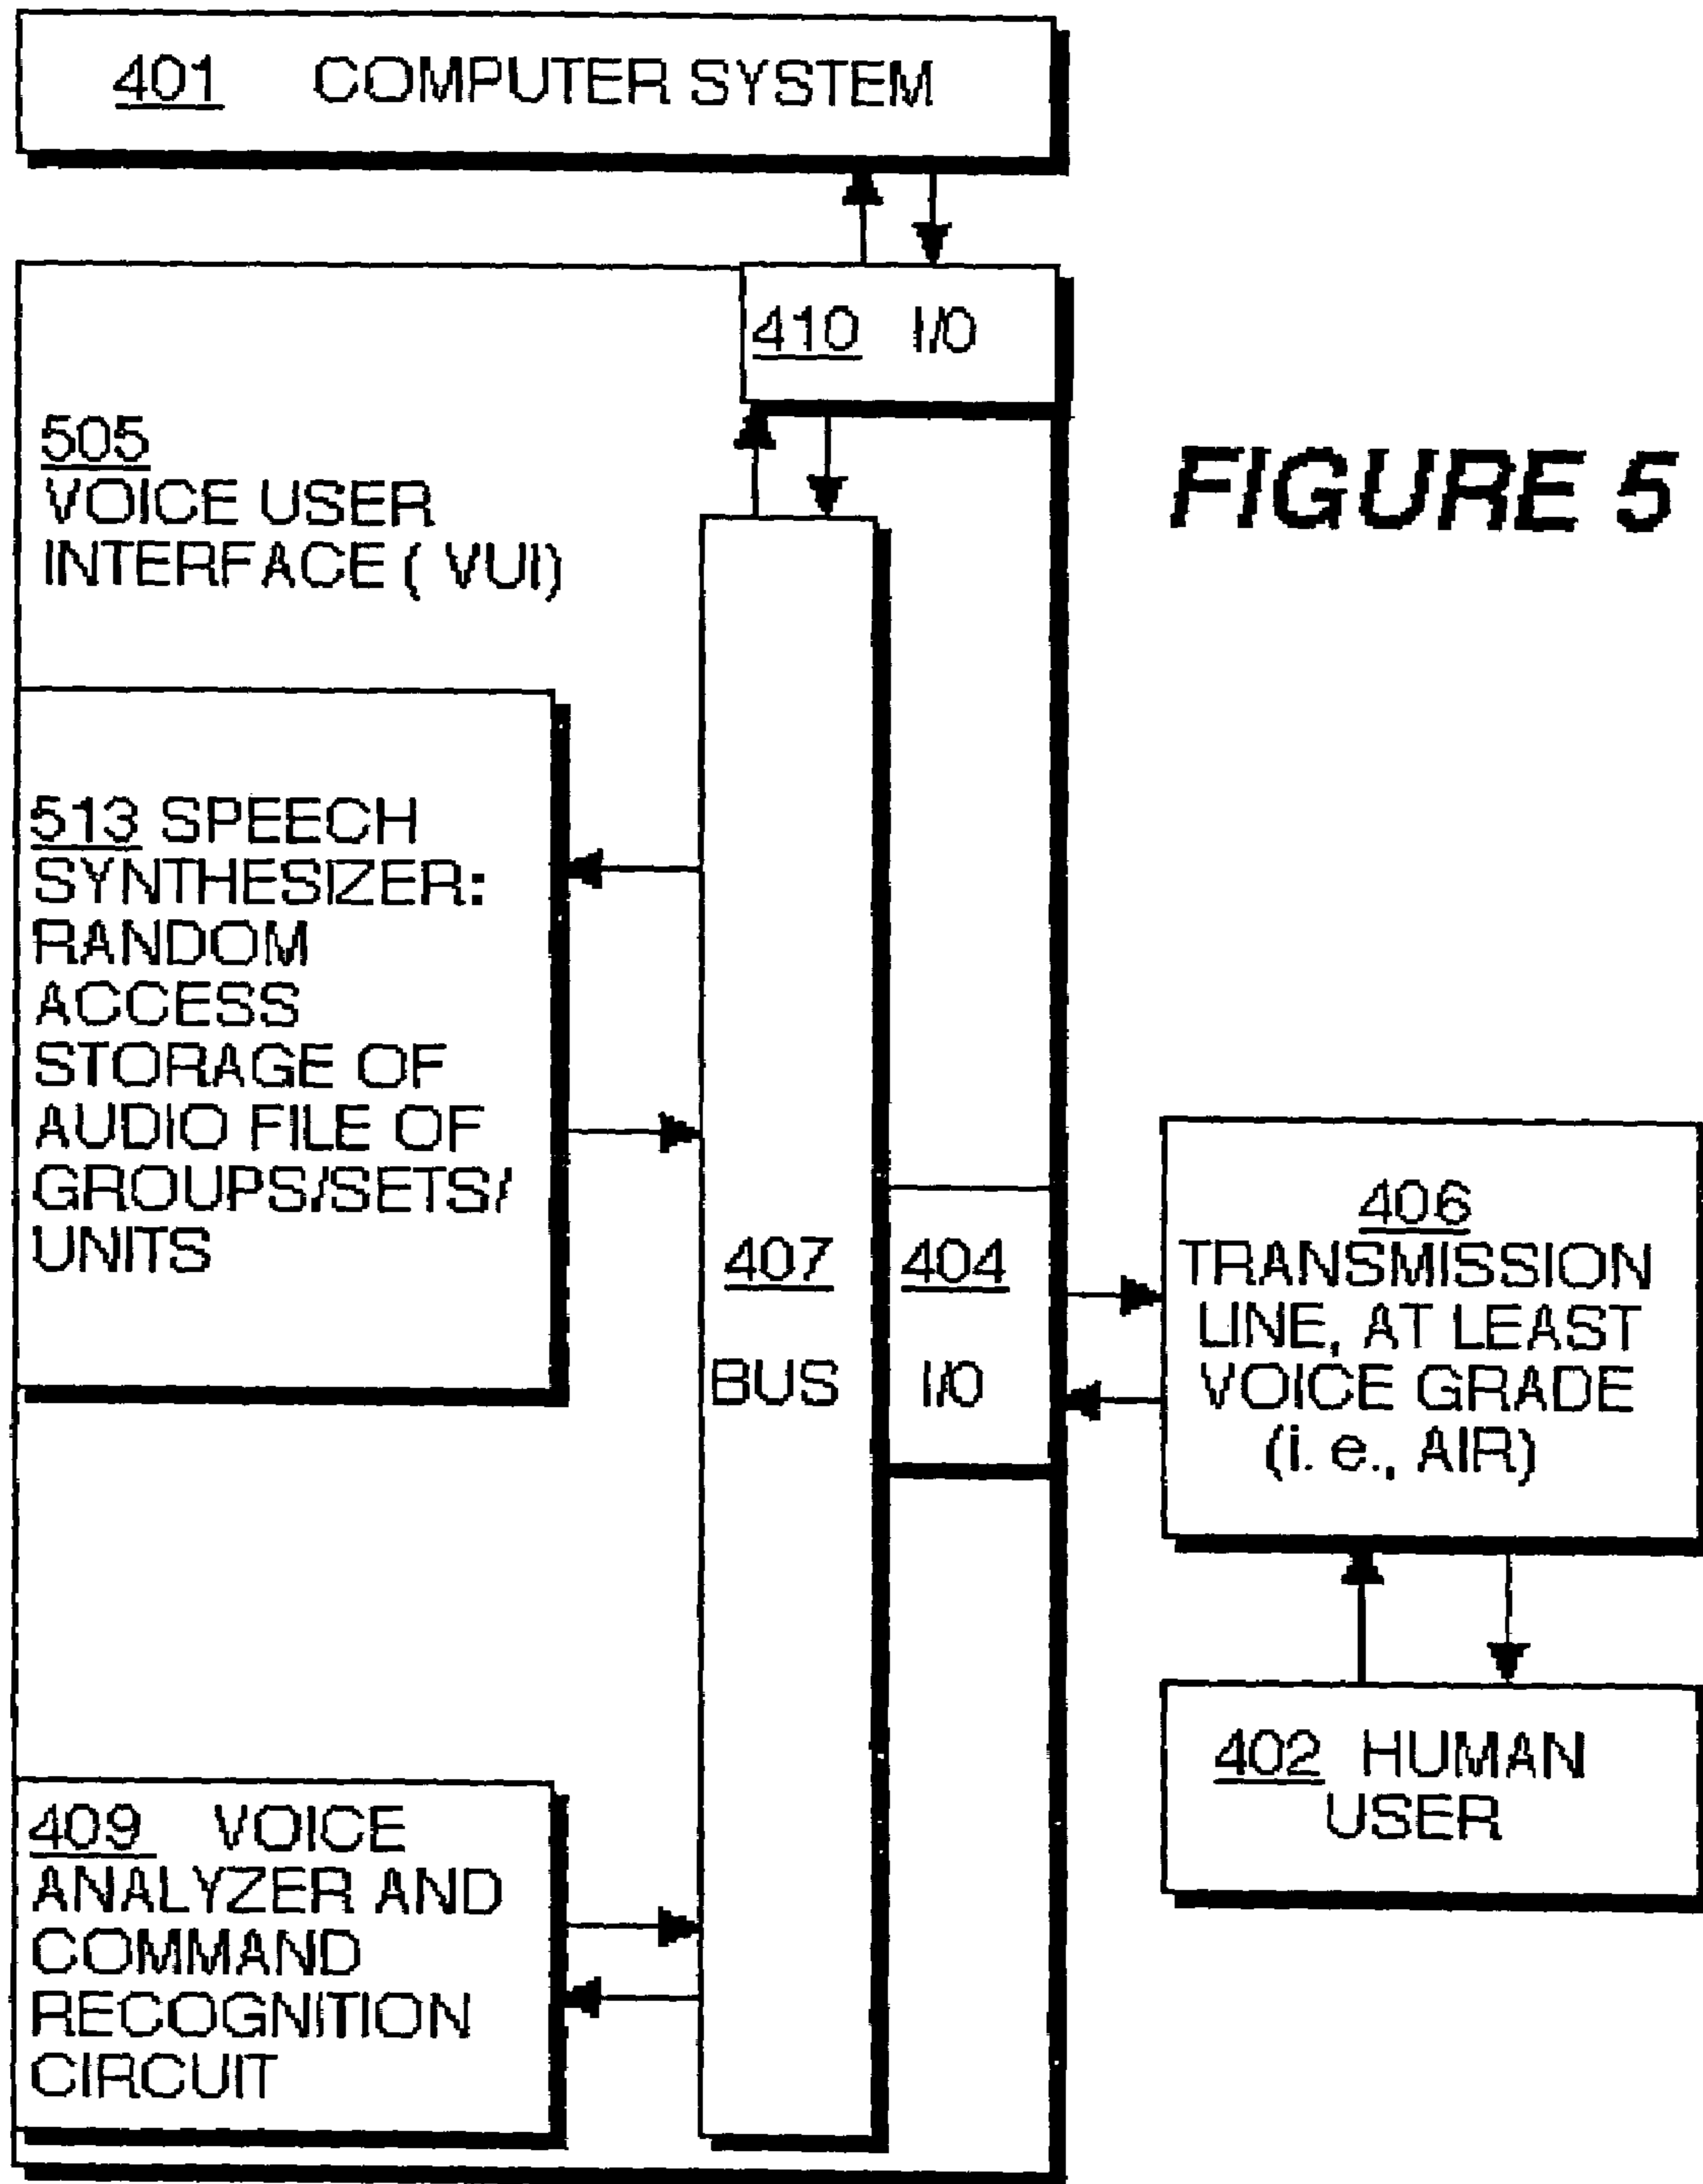 401 COMPUTER SYSTEM
410 I/O
505
VOICE USER
INTERFACE ( VUI)
FIGURE 5
513 SPEECH
SYNTHESIZER:
RANDOM
ACCESS
STORAGE OF
AUDIO FILE OF
GROUPS/SETS/
UNITS
407
BUS
404
I/O
406
TRANSMISSION
LINE, AT LEAST
VOICE GRADE
(i. e., AIR)
402 HUMAN
USER
409 VOICE
ANALYZER AND
COMMAND
RECOGNITION
CIRCUIT